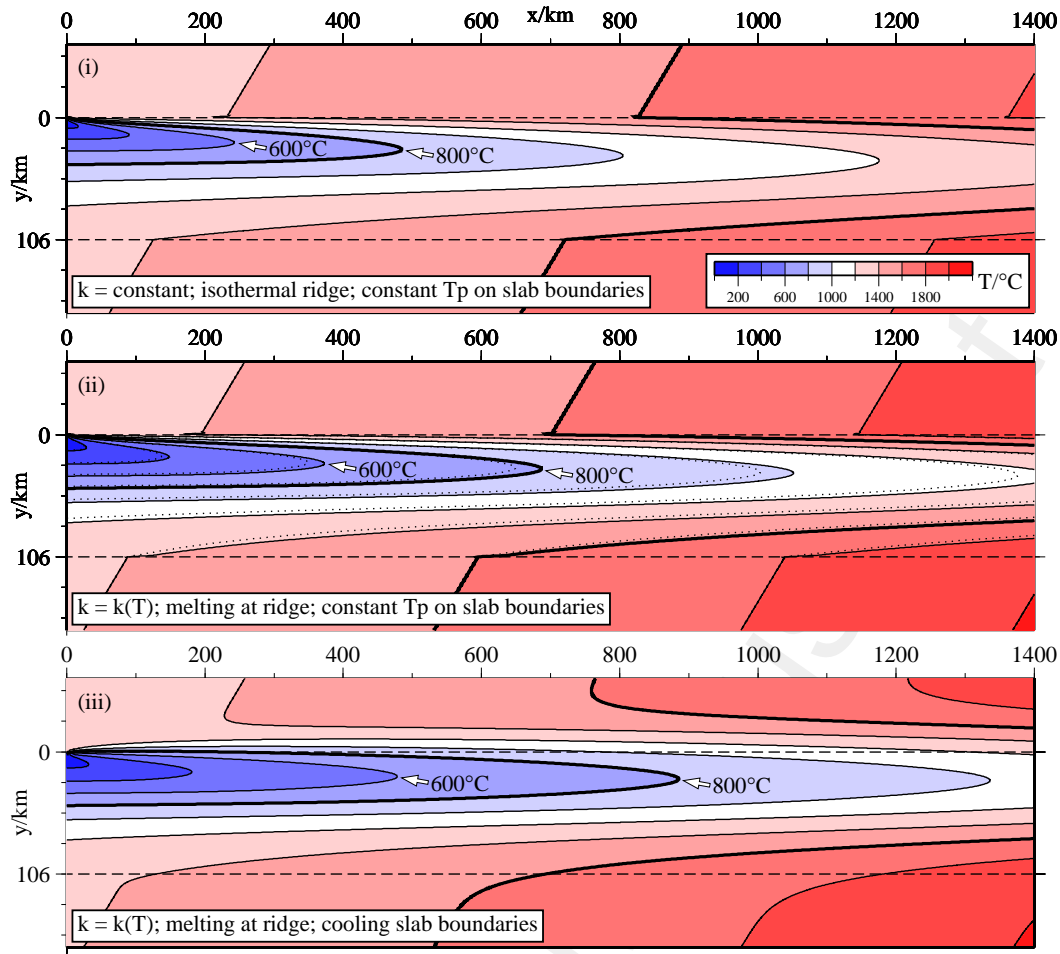 x/km
0 200 400 600 800 1000 1200 1400
(i)
y/km
0
106
600°C
800°C
k = constant; isothermal ridge; constant Tp on slab boundaries
200 600 1000 1400 1800
T/°C
0 200 400 600 800 1000 1200 1400
(ii)
y/km
0
106
600°C
800°C
k = k(T); melting at ridge; constant Tp on slab boundaries
0 200 400 600 800 1000 1200 1400
(iii)
y/km
0
106
600°C
800°C
k = k(T); melting at ridge; cooling slab boundaries